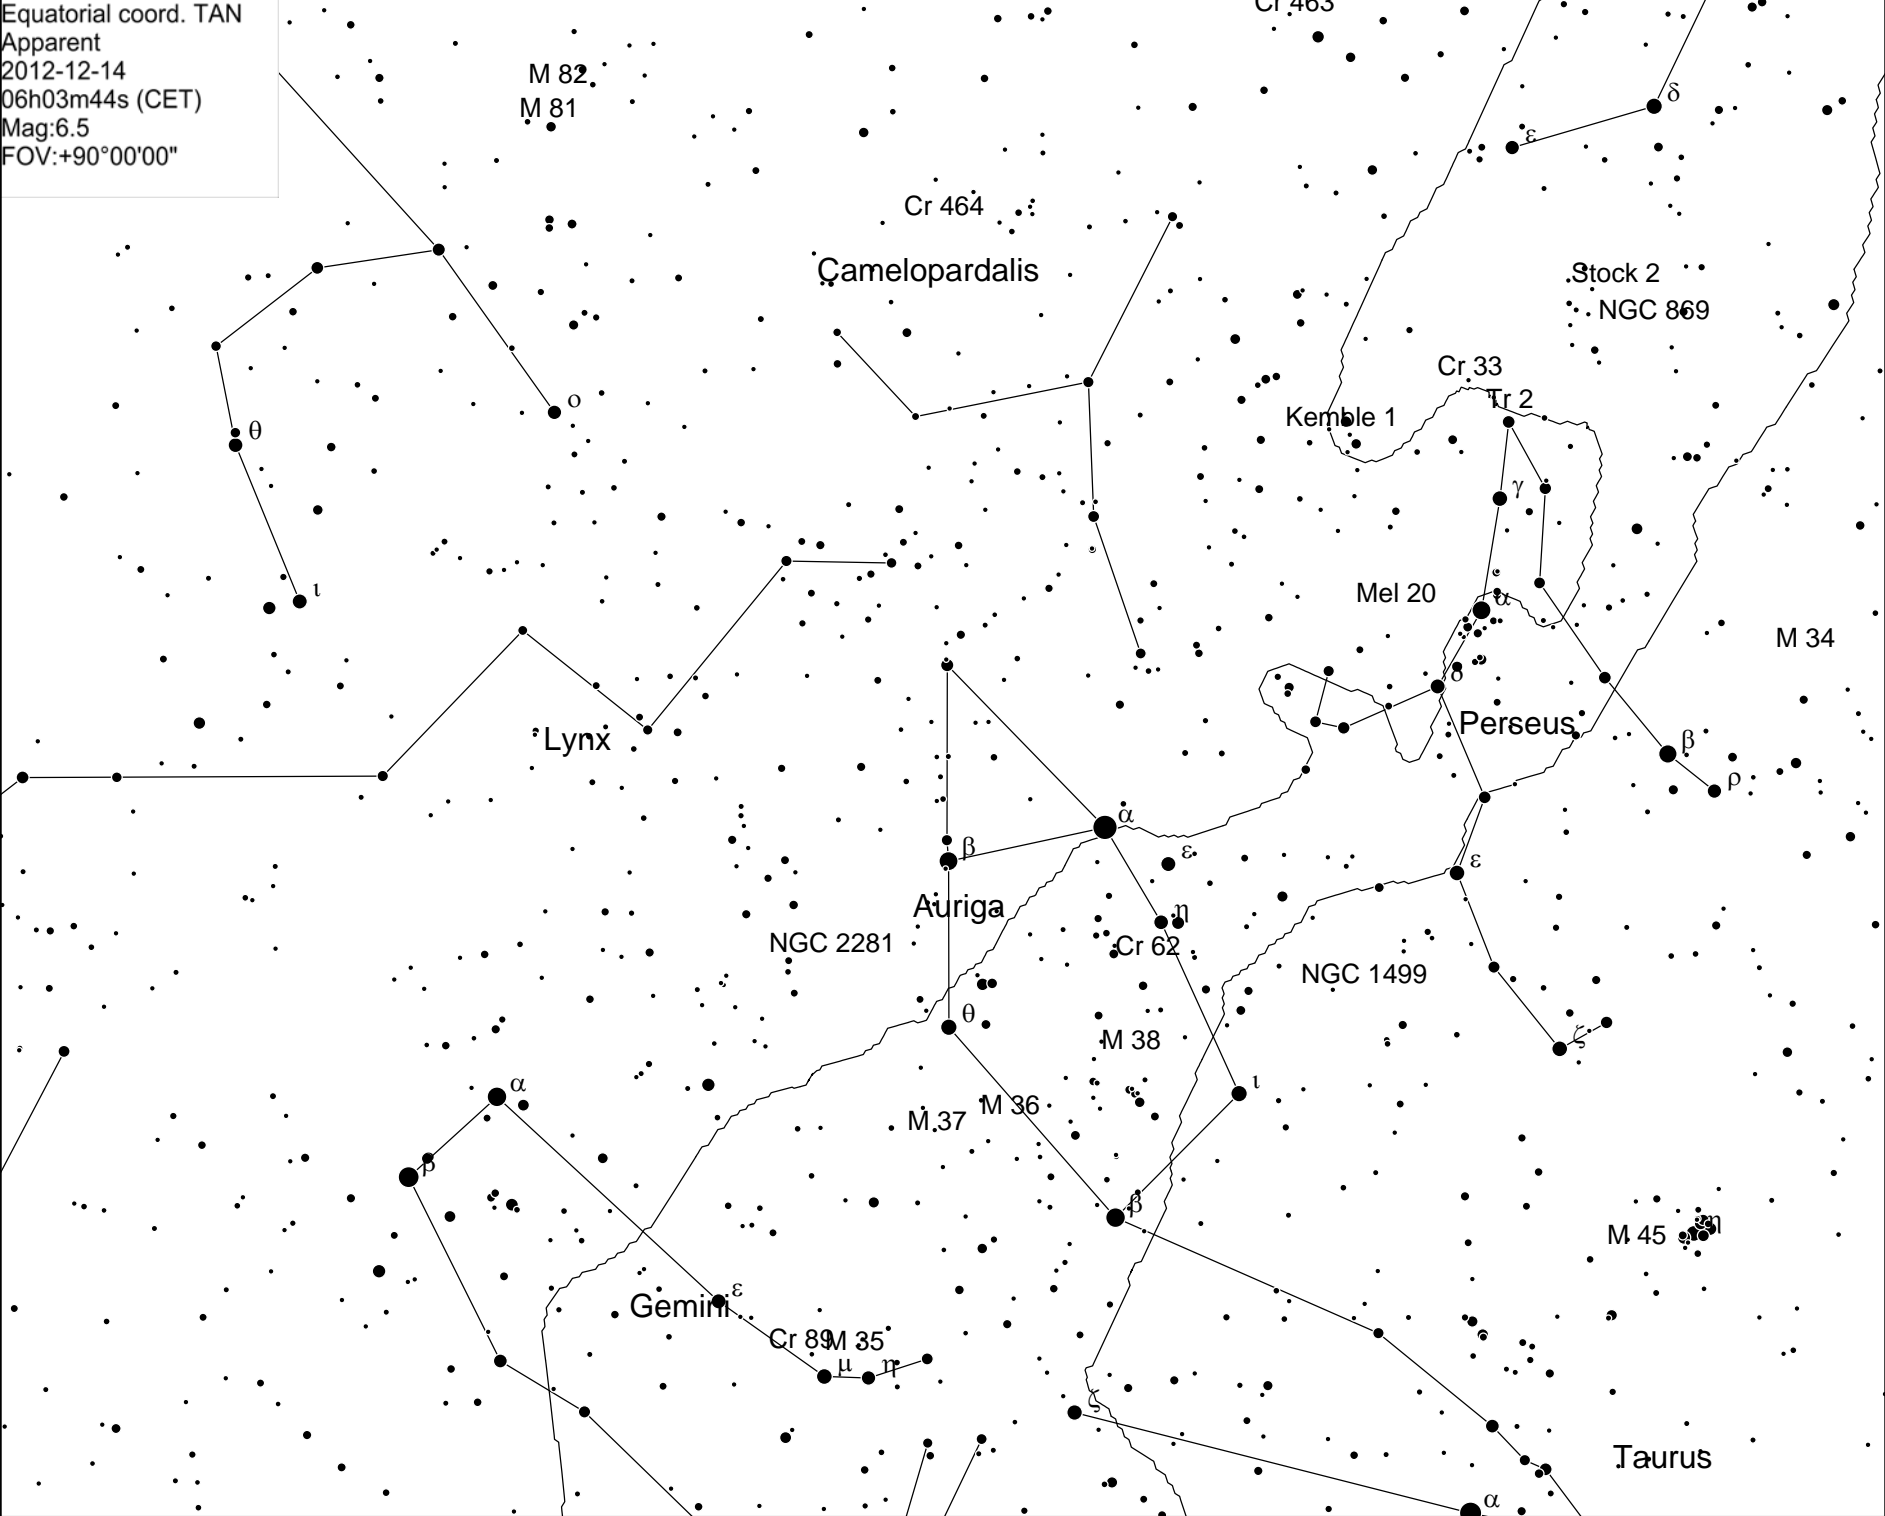 Equatorial coord. TAN
Apparent
2012-12-14
06h03m44s (CET)
Mag:6.5
FOV:+90°00'00"
Cr 463
M 82
M 81
δ
ε
Cr 464
Camelopardalis
Stock 2
NGC 869
Cr 33
Tr 2
Kemble 1
ο
θ
γ
ι
Mel 20
α
M 34
δ
Perseus
Lynx
β
ρ
α
β
ε
ε
Auriga
η
NGC 2281
Cr 62
NGC 1499
θ
M 38
ζ
α
ι
M 36
M 37
β
β
η
M 45
ε
Gemini
Cr 89
M 35
μ
η
ζ
Taurus
α